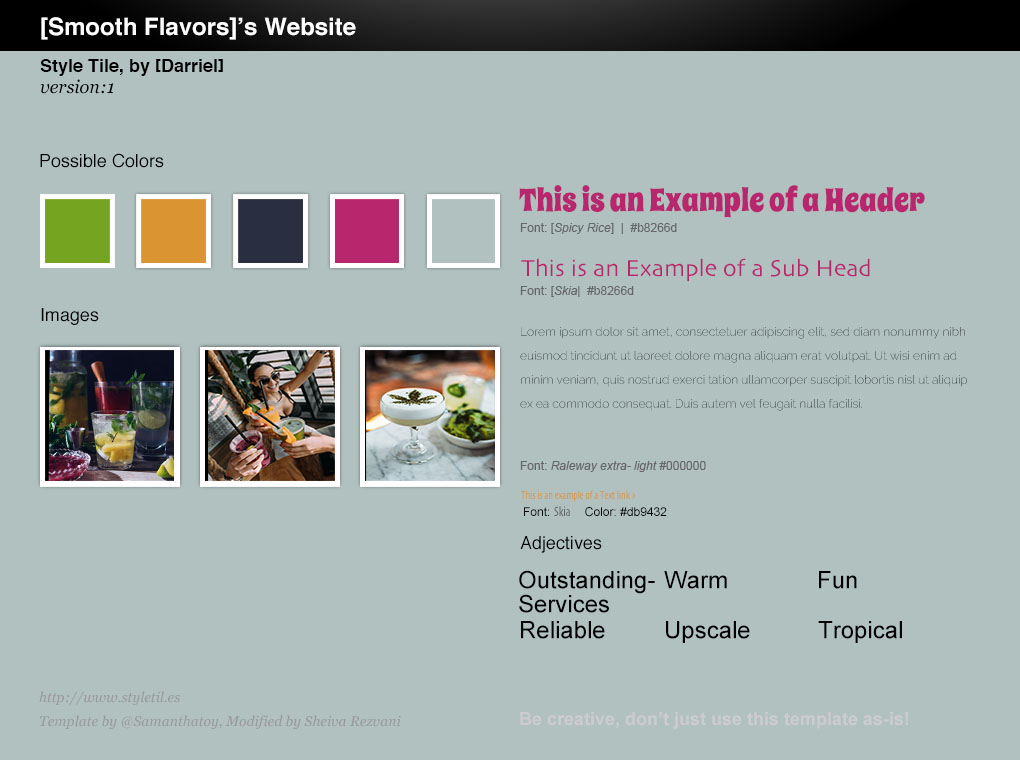 [Smooth Flavors]’s Website
Style Tile, by [Darriel]
version:1
Possible Colors
Images
This is an Example of a Header
Font: [Spicy Rice] | #b8266d
This is an Example of a Sub Head
Font: [Skia| #b8266d
Lorem ipsum dolor sit amet, consectetuer adipiscing elit, sed diam nonummy nibh
euismod tincidunt ut laoreet dolore magna aliquam erat volutpat. Ut wisi enim ad
minim veniam, quis nostrud exerci tation ullamcorper suscipit lobortis nisl ut aliquip
ex ea commodo consequat. Duis autem vel feugait nulla facilisi.
Font: Raleway extra- light #000000
This is an example of a Text link ›
Font: Skia Color: #db9432
Adjectives
Outstanding- Warm Fun
Services
Reliable Upscale Tropical
http://www.styletil.es
Template by @Samanthatoy, Modified by Sheiva Rezvani
Be creative, don't just use this template as-is!